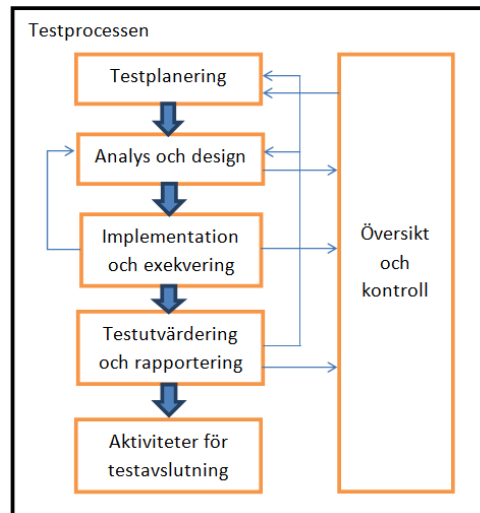 Testprocessen
Testplanering
Analys och design
Implementation
och exekvering
Testutvärdering
och rapportering
Aktiviteter för
testavslutning
Översikt
och
kontroll